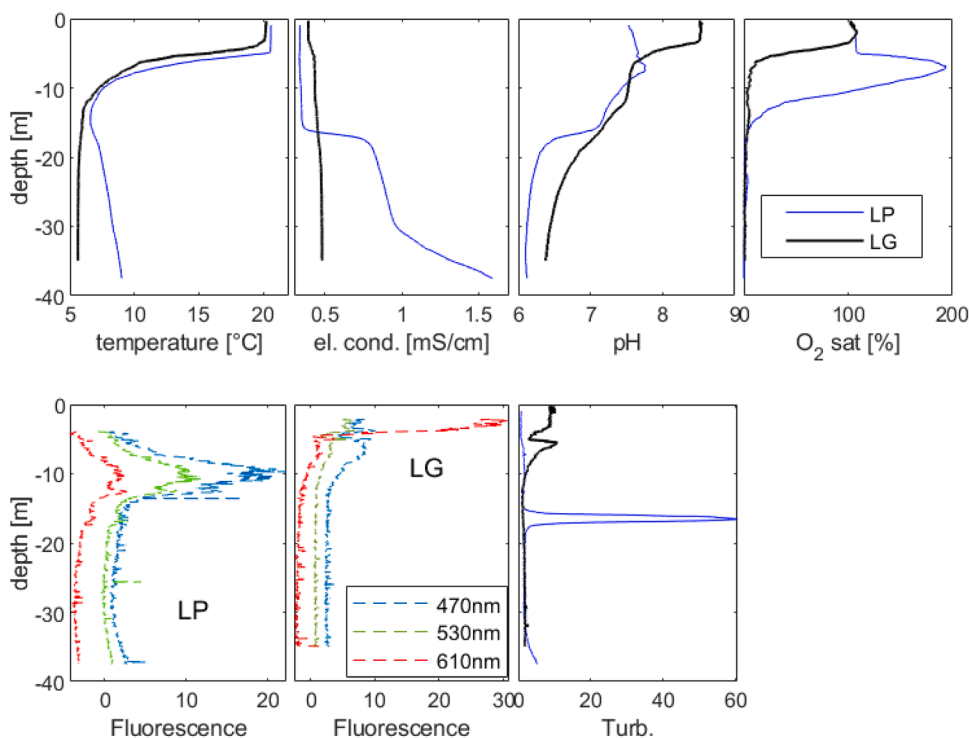 0
-10
-20
-30
-40
depth [m]
5 10 15 20
temperature [°C]
0.5 1 1.5
el. cond. [mS/cm]
6 7 8 9
pH
0 100 200
O2 sat [%]
LP
LG
0
-10
-20
-30
-40
depth [m]
LP
0 10 20
Fluorescence
LG
470nm
530nm
610nm
0 10 20 30
Fluorescence
0 20 40 60
Turb.